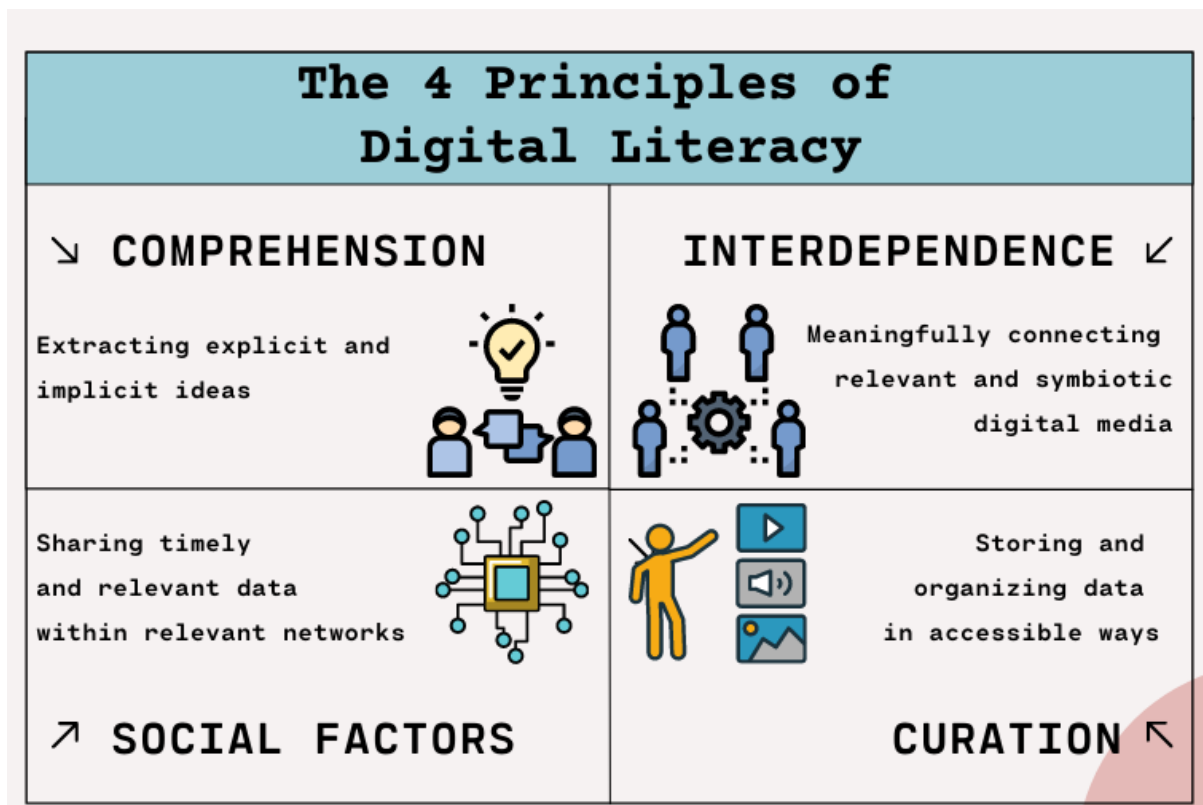 The 4 Principles of
Digital Literacy
COMPREHENSION
Extracting explicit and
implicit ideas
INTERDEPENDENCE
Meaningfully connecting
relevant and symbiotic
digital media
Sharing timely
and relevant data
within relevant networks
SOCIAL FACTORS
Storing and
organizing data
in accessible ways
CURATION